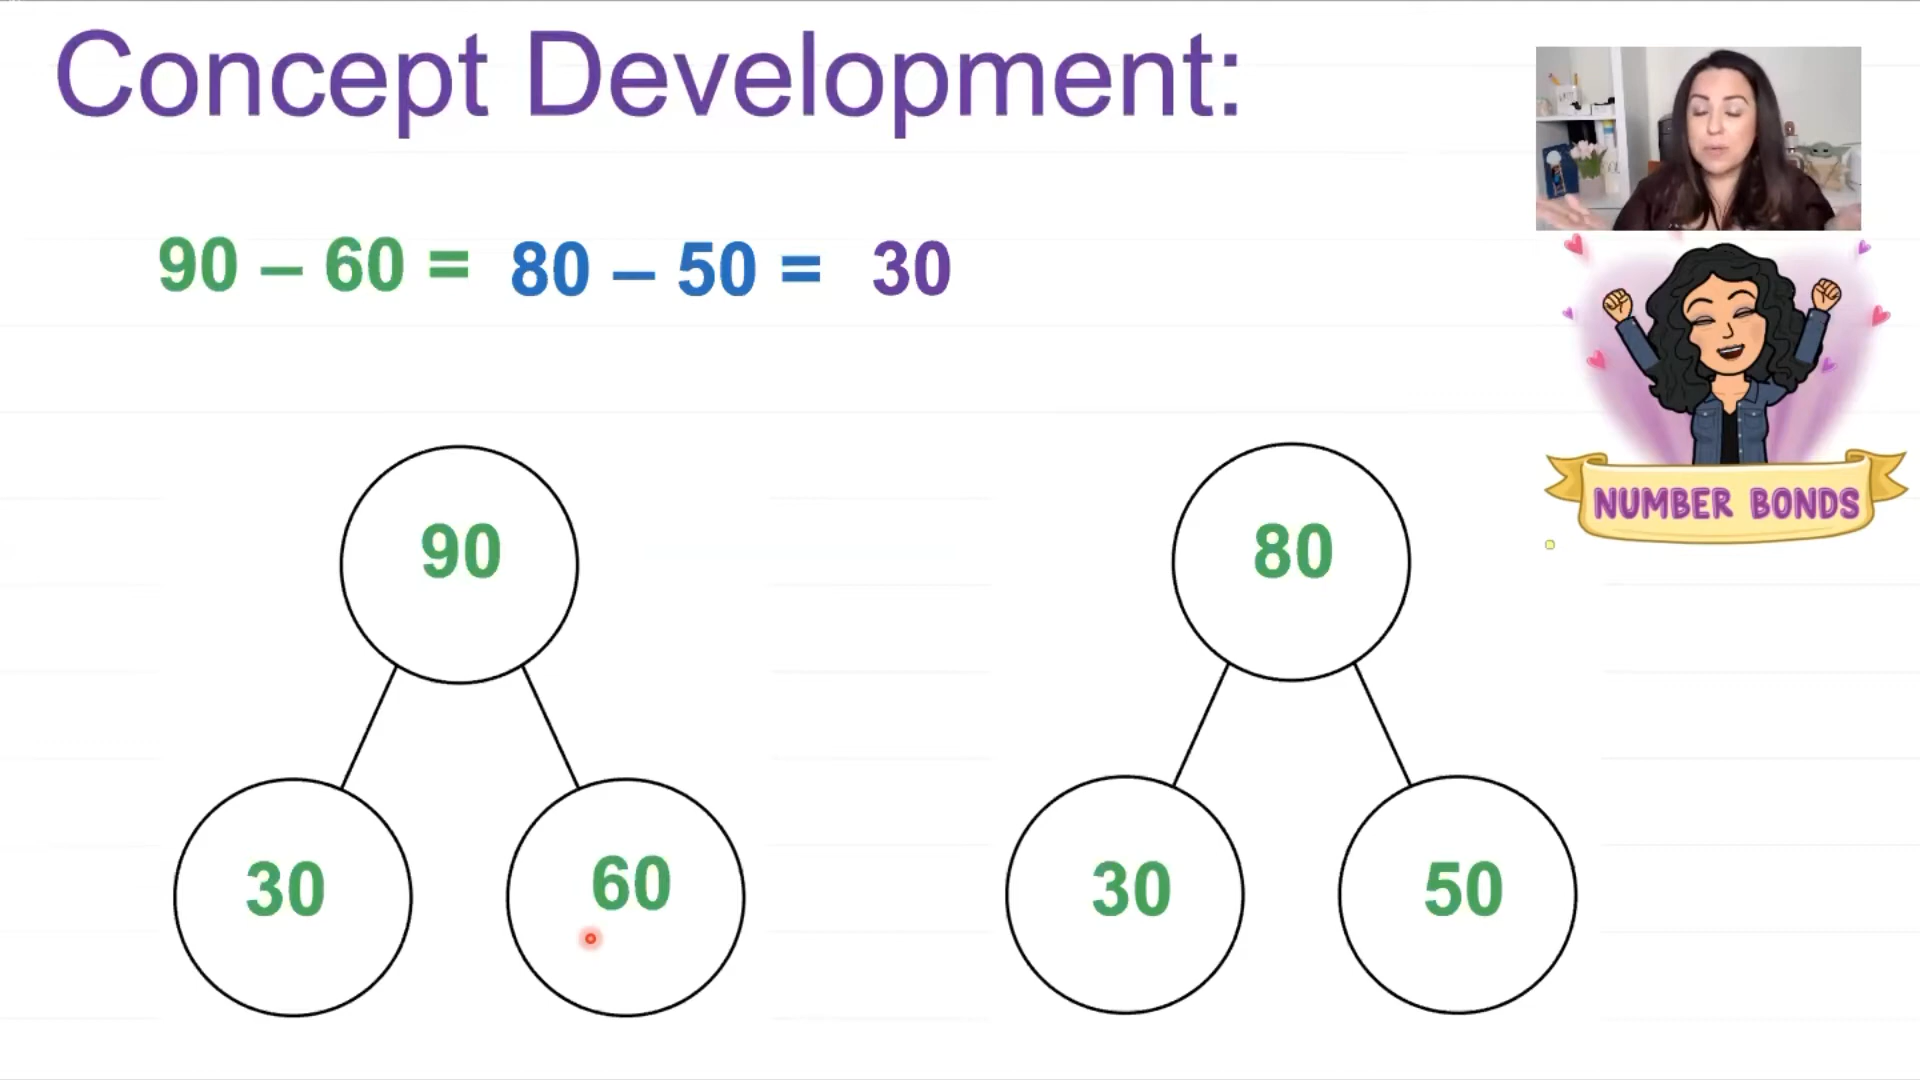 Concept Development:
90 – 60 = 80 – 50 = 30
NUMBER BONDS
90
80
30
60
30
50